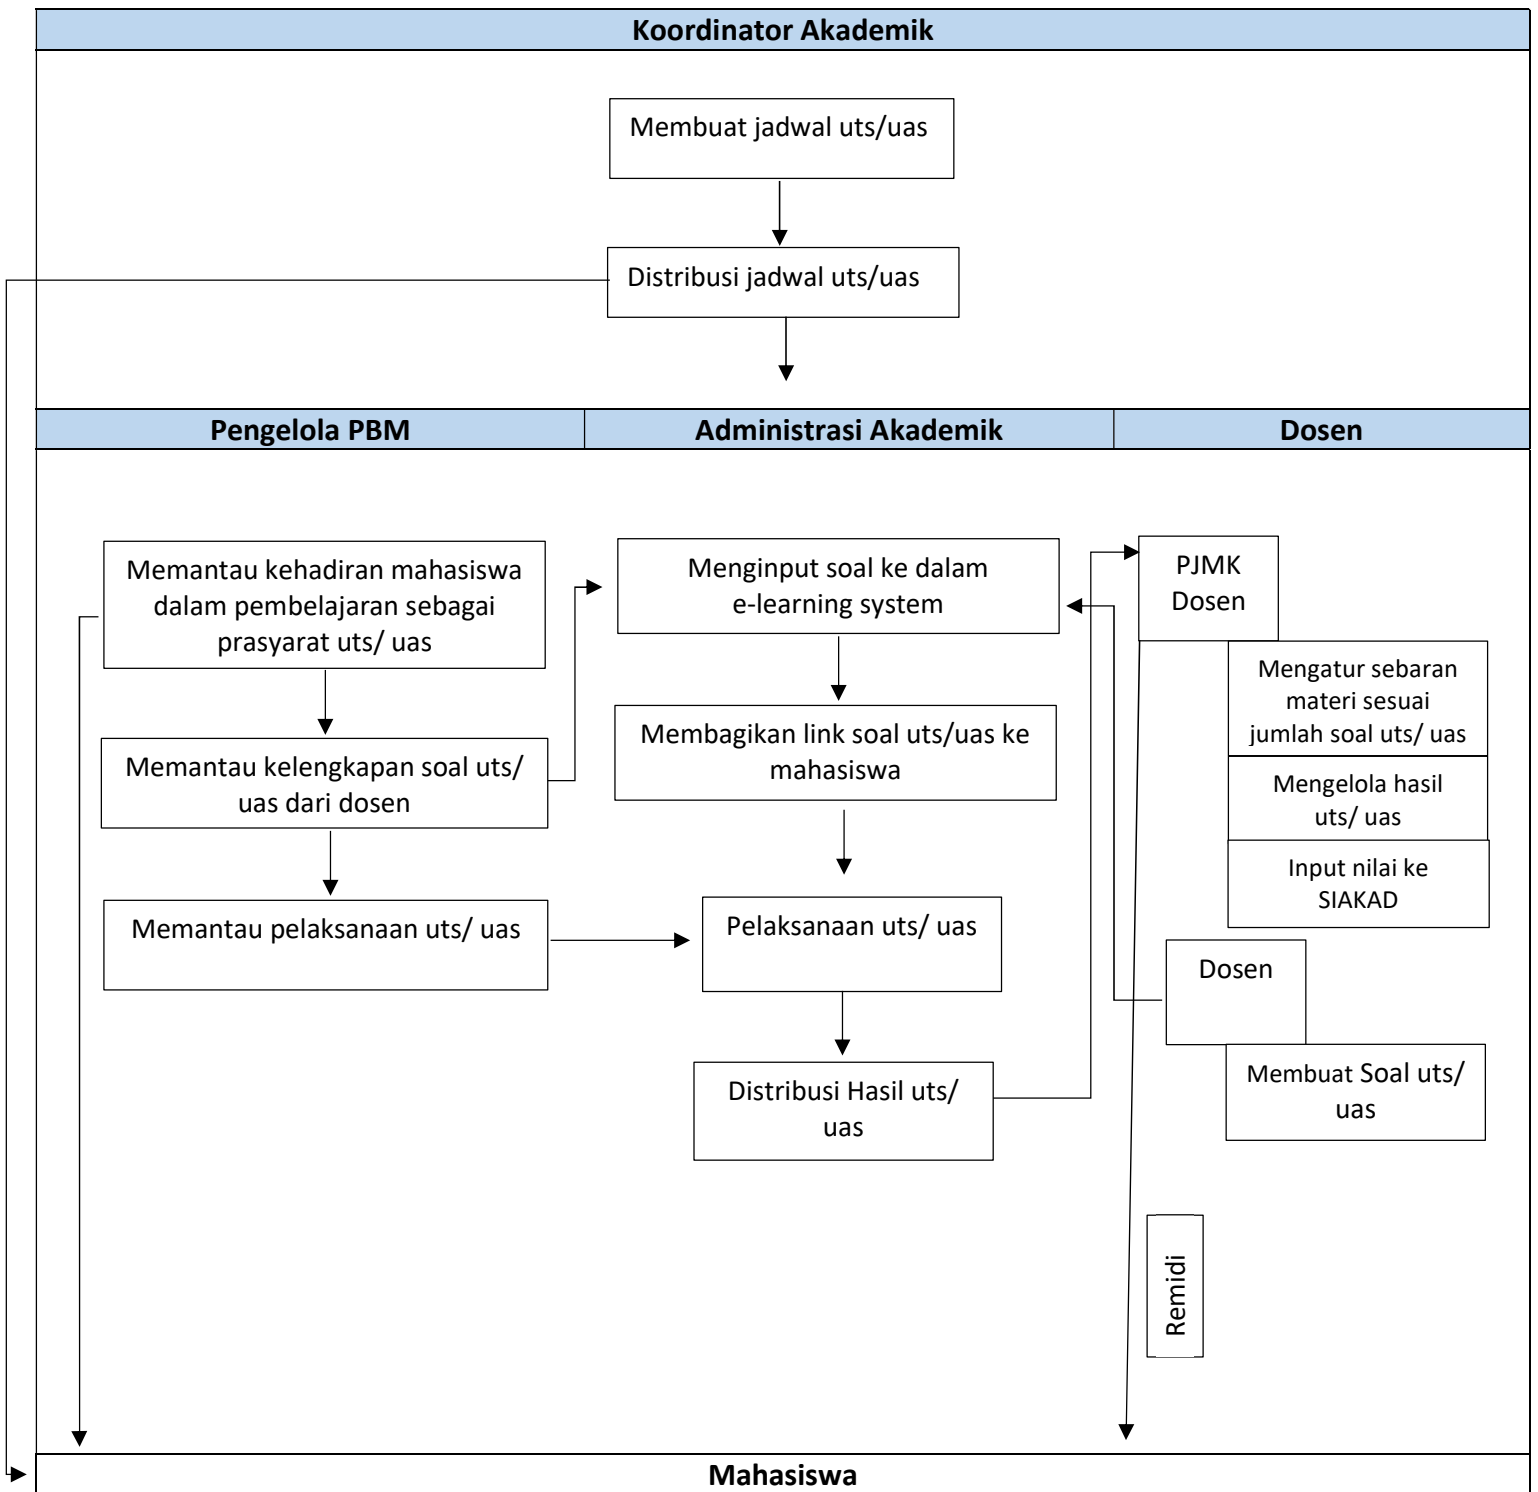 Koordinator Akademik
Membuat jadwal uts/uas
Distribusi jadwal uts/uas
Pengelola PBM
Administrasi Akademik
Dosen
Memantau kehadiran mahasiswa
dalam pembelajaran sebagai
prasyarat uts/ uas
Memantau kelengkapan soal uts/
uas dari dosen
Memantau pelaksanaan uts/ uas
Menginput soal ke dalam
e-learning system
Membagikan link soal uts/uas ke
mahasiswa
Pelaksanaan uts/ uas
Distribusi Hasil uts/
uas
PJMK
Dosen
Mengatur sebaran
materi sesuai
jumlah soal uts/ uas
Mengelola hasil
uts/ uas
Input nilai ke
SIAKAD
Dosen
Membuat Soal uts/
uas
Remidi
Mahasiswa